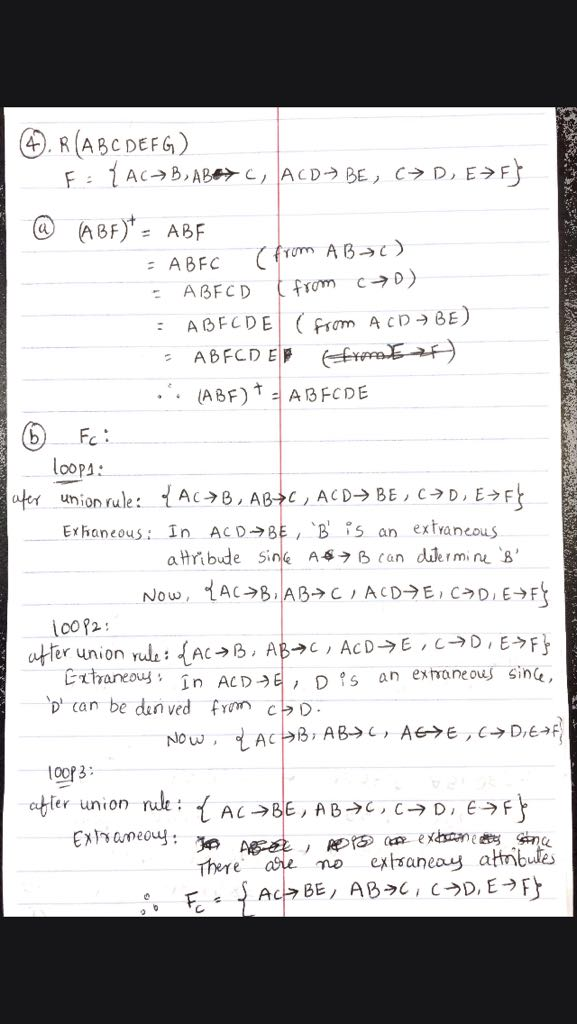 ④. R(ABCDEFG)
F = { AC→B, AB→C, ACD→BE, C→D, E→F}
ⓐ (ABF)⁺ = ABF
= ABFC (from AB→C)
= ABFCD (from C→D)
= ABFCDE (from ACD→BE)
= ABFCDE (from E→F)
∴ (ABF)⁺ = ABFCDE
ⓑ Fc:
loop1:
afer union rule: {AC→B, AB→C, ACD→BE, C→D, E→F}
Extraneous: In ACD→BE, 'B' is an extraneous
attribute sine AC→B can determine 'B'
Now, {AC→B, AB→C, ACD→E, C→D, E→F}
loop2:
after union rule: {AC→B, AB→C, ACD→E, C→D, E→F}
Extraneous: In ACD→E, D is an extraneous since,
'D' can be derived from C→D.
Now, {AC→B, AB→C, AC→E, C→D, E→F}
loop3:
after union rule: { AC→BE, AB→C, C→D, E→F}
Extraneous:
There are no extraneous attributes
∴ Fc = { AC→BE, AB→C, C→D, E→F}